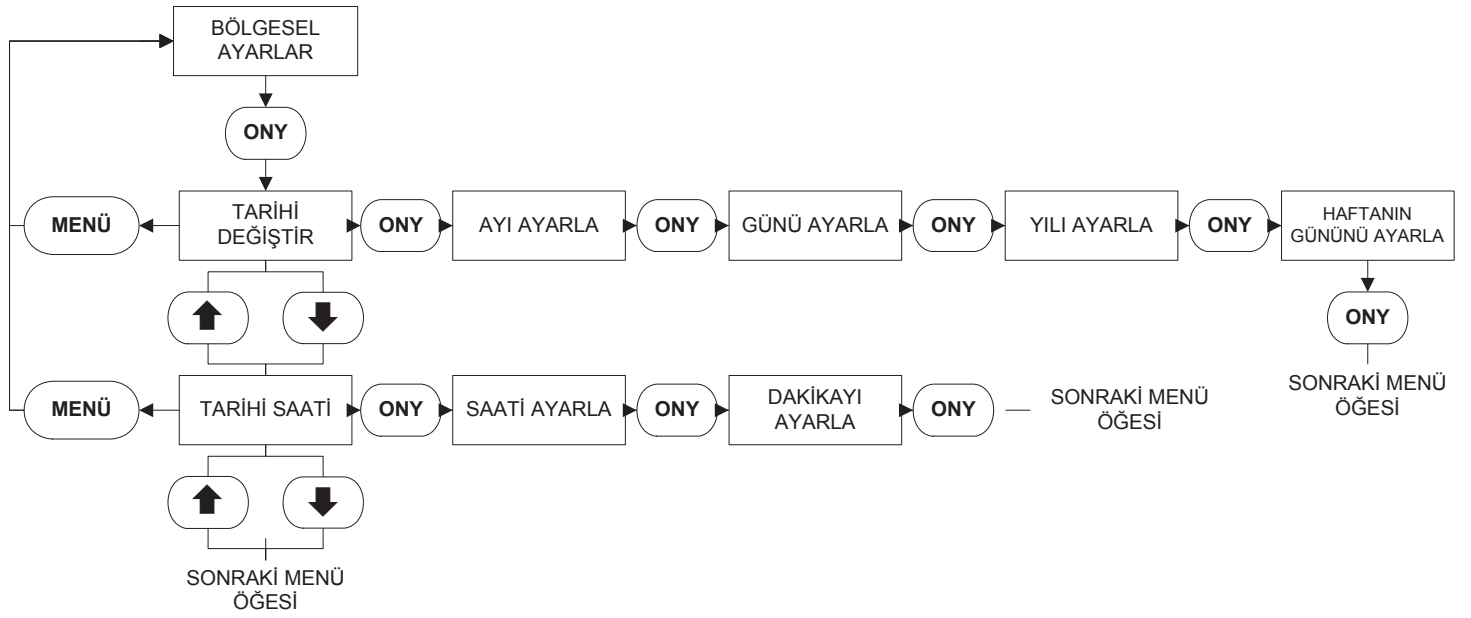 BÖLGESEL
AYARLAR
ONY
MENÜ
TARİHİ
DEĞİŞTİR
ONY
AYI AYARLA
ONY
GÜNÜ AYARLA
ONY
YILI AYARLA
ONY
HAFTANIN
GÜNÜNÜ AYARLA
ONY
SONRAKİ MENÜ
ÖĞESİ
MENÜ
TARİHİ SAATİ
ONY
SAATİ AYARLA
ONY
DAKİKAYI
AYARLA
ONY
SONRAKİ MENÜ
ÖĞESİ
SONRAKİ MENÜ
ÖĞESİ